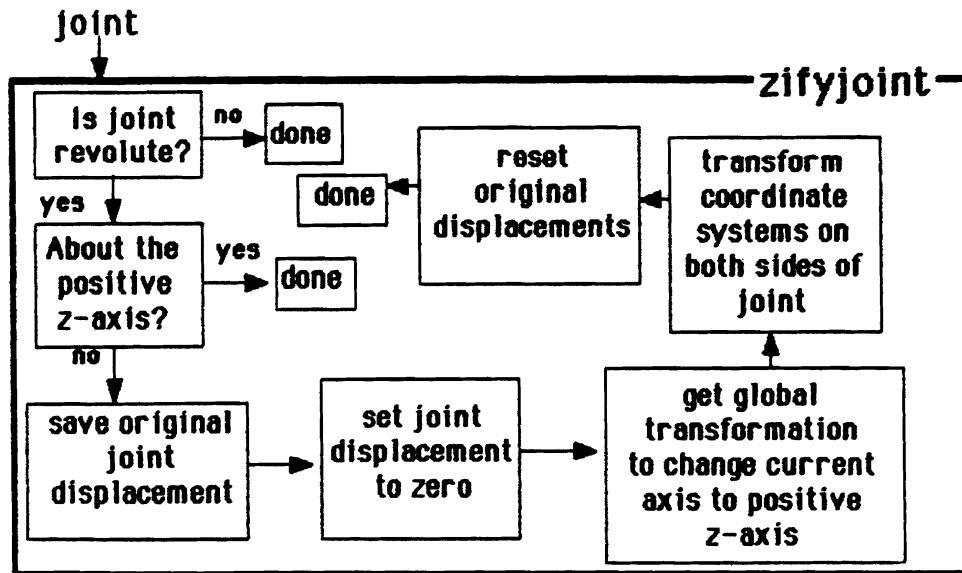 joint
zifyjoint
Is joint
revolute?
no
done
yes
About the
positive
z-axis?
yes
done
no
save original
joint
displacement
set joint
displacement
to zero
get global
transformation
to change current
axis to positive
z-axis
transform
coordinate
systems on
both sides of
joint
reset
original
displacements
done